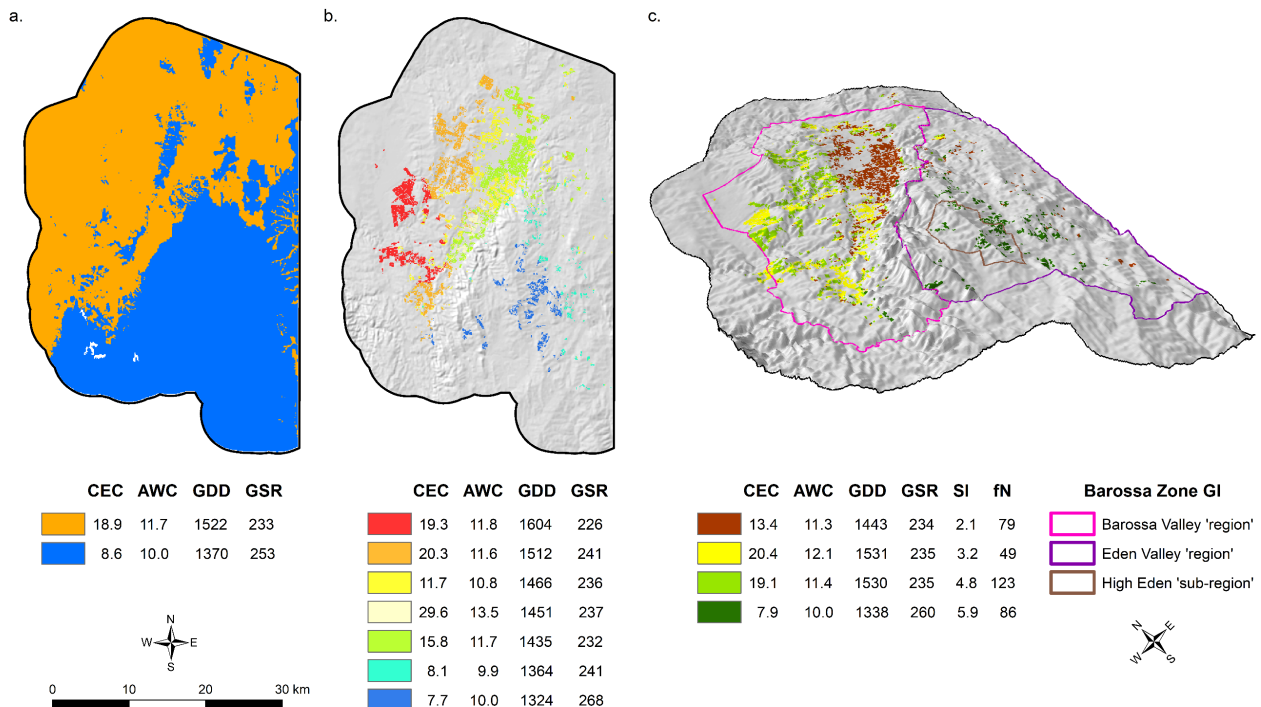 a.
b.
c.
CEC AWC GDD GSR
18.9 11.7 1522 233
8.6 10.0 1370 253
N
W E
S
0 10 20 30 km
CEC AWC GDD GSR
19.3 11.8 1604 226
20.3 11.6 1512 241
11.7 10.8 1466 236
29.6 13.5 1451 237
15.8 11.7 1435 232
8.1 9.9 1364 241
7.7 10.0 1324 268
CEC AWC GDD GSR SI fN
13.4 11.3 1443 234 2.1 79
20.4 12.1 1531 235 3.2 49
19.1 11.4 1530 235 4.8 123
7.9 10.0 1338 260 5.9 86
Barossa Zone GI
Barossa Valley 'region'
Eden Valley 'region'
High Eden 'sub-region'
N E
W S